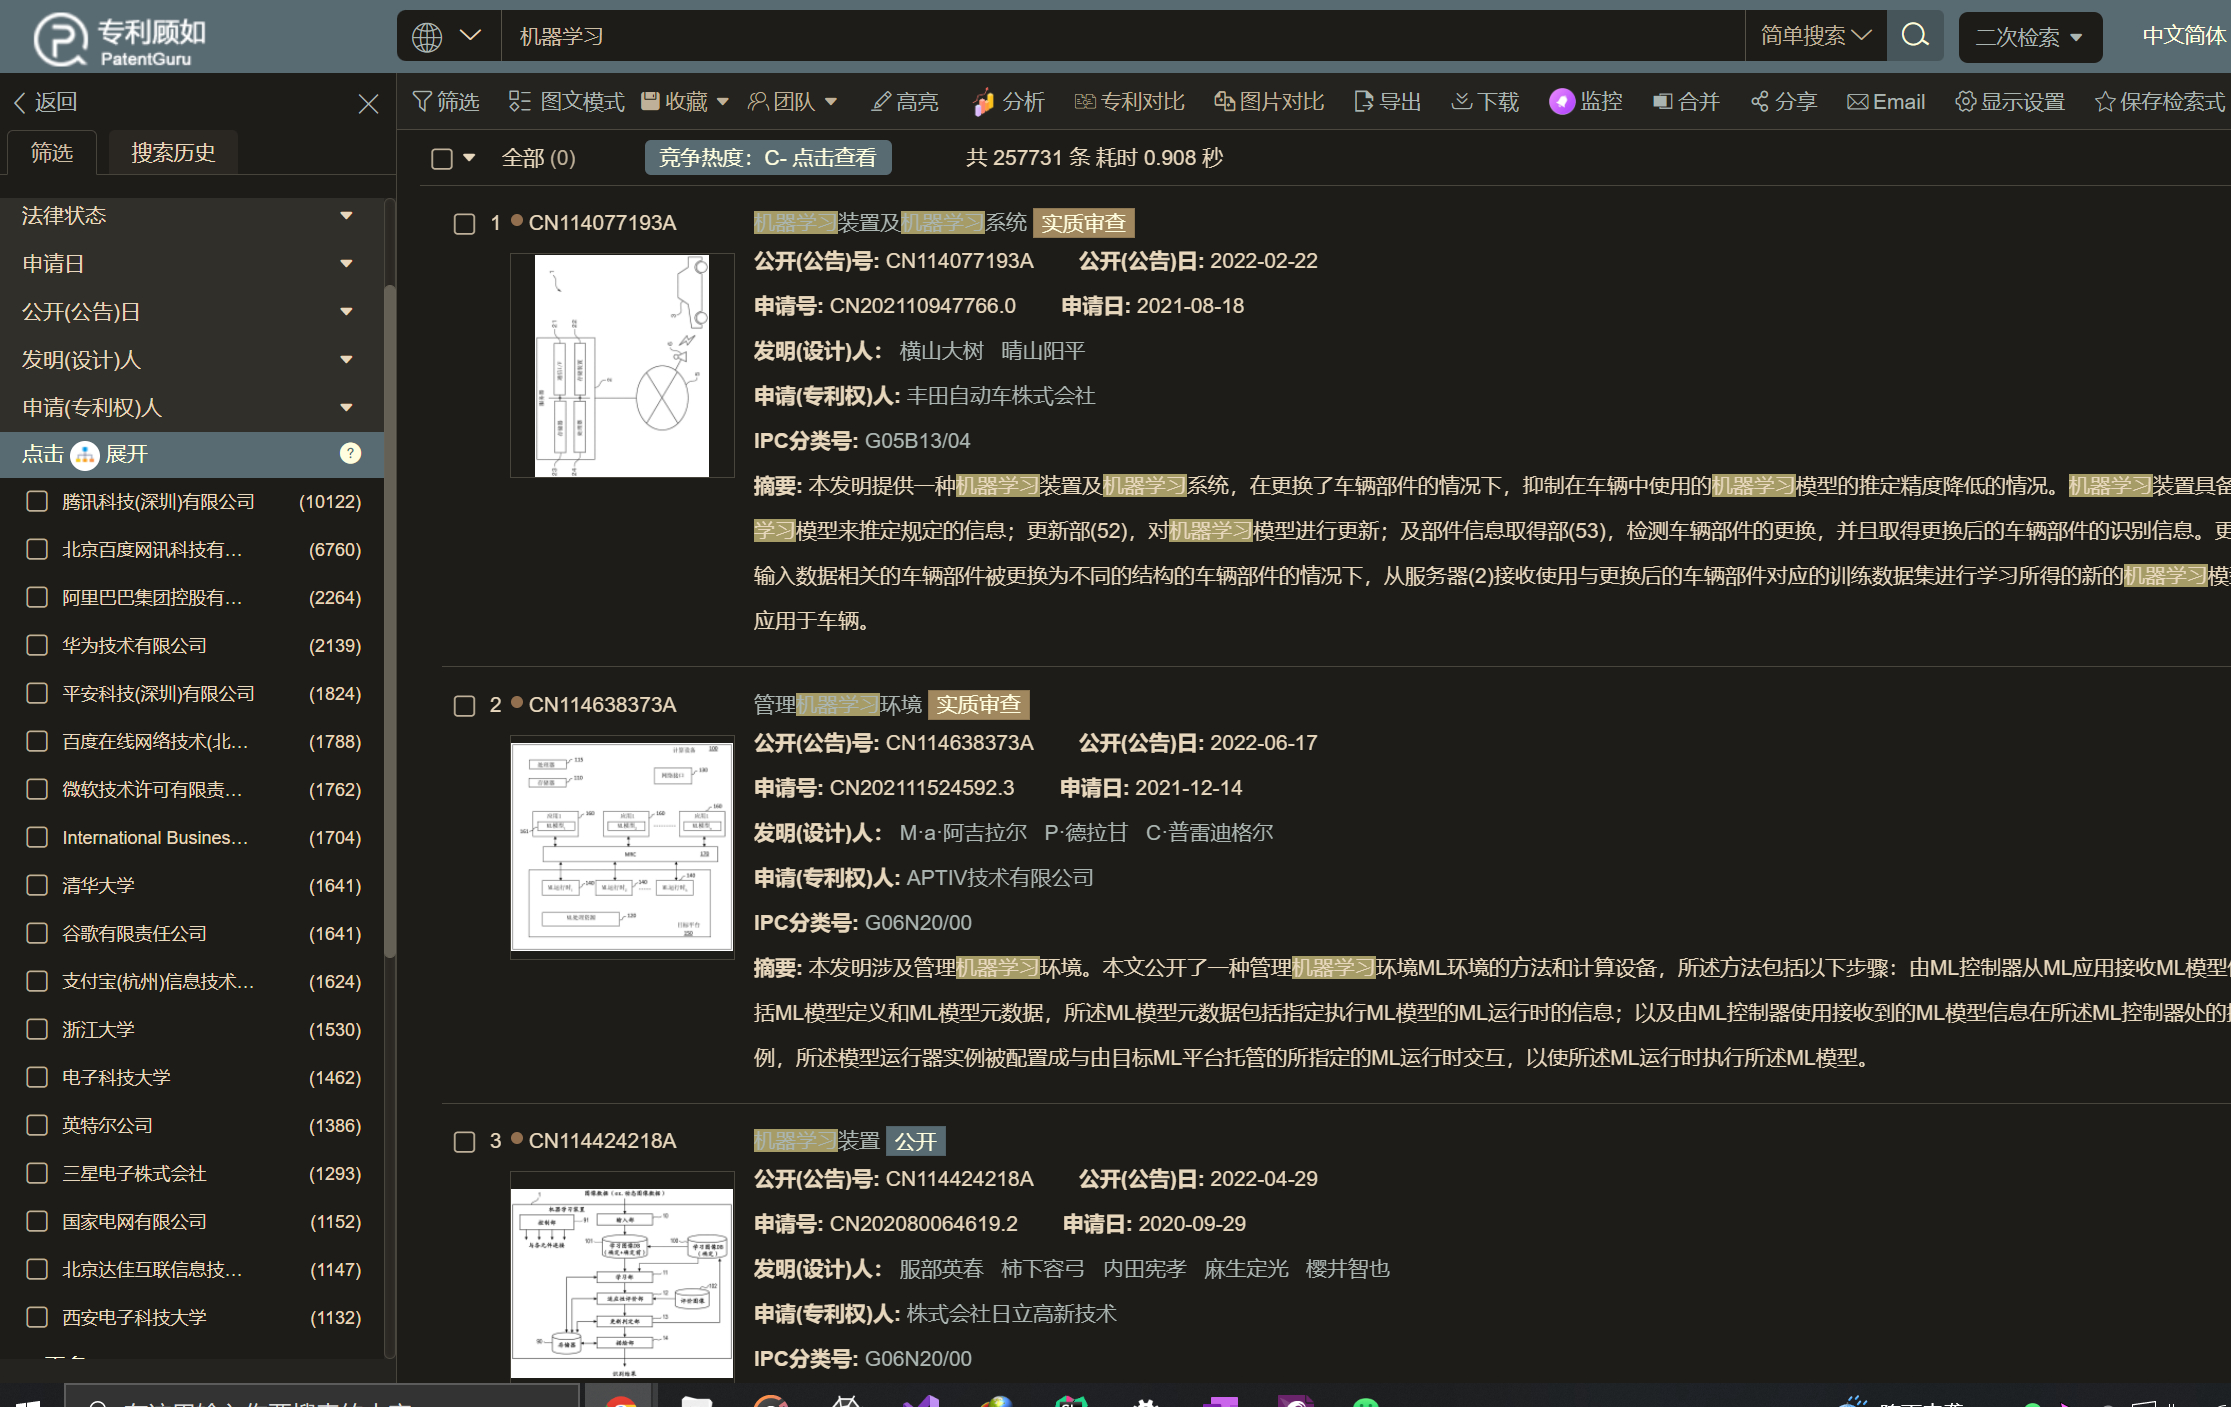 专利顾如
PatentGuru
机器学习
简单搜索
二次检索
中文简体
返回
筛选 图文模式 收藏 团队 高亮 分析 专利对比 图片对比 导出 下载 监控 合并 分享 Email 显示设置 保存检索式
筛选 搜索历史
全部 (0) 竞争热度：C- 点击查看 共 257731 条 耗时 0.908 秒
法律状态
申请日
公开(公告)日
发明(设计)人
申请(专利权)人
点击 展开 ?
腾讯科技(深圳)有限公司 (10122)
北京百度网讯科技有… (6760)
阿里巴巴集团控股有… (2264)
华为技术有限公司 (2139)
平安科技(深圳)有限公司 (1824)
百度在线网络技术(北… (1788)
微软技术许可有限责… (1762)
International Busines… (1704)
清华大学 (1641)
谷歌有限责任公司 (1641)
支付宝(杭州)信息技术… (1624)
浙江大学 (1530)
电子科技大学 (1462)
英特尔公司 (1386)
三星电子株式会社 (1293)
国家电网有限公司 (1152)
北京达佳互联信息技… (1147)
西安电子科技大学 (1132)
1 CN114077193A 机器学习装置及机器学习系统 实质审查
公开(公告)号: CN114077193A 公开(公告)日: 2022-02-22
申请号: CN202110947766.0 申请日: 2021-08-18
发明(设计)人： 横山大树 晴山阳平
申请(专利权)人: 丰田自动车株式会社
IPC分类号: G05B13/04
摘要: 本发明提供一种机器学习装置及机器学习系统，在更换了车辆部件的情况下，抑制在车辆中使用的机器学习模型的推定精度降低的情况。机器学习装置具备
学习模型来推定规定的信息；更新部(52)，对机器学习模型进行更新；及部件信息取得部(53)，检测车辆部件的更换，并且取得更换后的车辆部件的识别信息。更
输入数据相关的车辆部件被更换为不同的结构的车辆部件的情况下，从服务器(2)接收使用与更换后的车辆部件对应的训练数据集进行学习所得的新的机器学习模
应用于车辆。
2 CN114638373A 管理机器学习环境 实质审查
公开(公告)号: CN114638373A 公开(公告)日: 2022-06-17
申请号: CN202111524592.3 申请日: 2021-12-14
发明(设计)人： M·a·阿吉拉尔 P·德拉甘 C·普雷迪格尔
申请(专利权)人: APTIV技术有限公司
IPC分类号: G06N20/00
摘要: 本发明涉及管理机器学习环境。本文公开了一种管理机器学习环境ML环境的方法和计算设备，所述方法包括以下步骤：由ML控制器从ML应用接收ML模型
括ML模型定义和ML模型元数据，所述ML模型元数据包括指定执行ML模型的ML运行时的信息；以及由ML控制器使用接收到的ML模型信息在所述ML控制器处的
例，所述模型运行器实例被配置成与由目标ML平台托管的所指定的ML运行时交互，以使所述ML运行时执行所述ML模型。
3 CN114424218A 机器学习装置 公开
公开(公告)号: CN114424218A 公开(公告)日: 2022-04-29
申请号: CN202080064619.2 申请日: 2020-09-29
发明(设计)人： 服部英春 柿下容弓 内田宪孝 麻生定光 樱井智也
申请(专利权)人: 株式会社日立高新技术
IPC分类号: G06N20/00